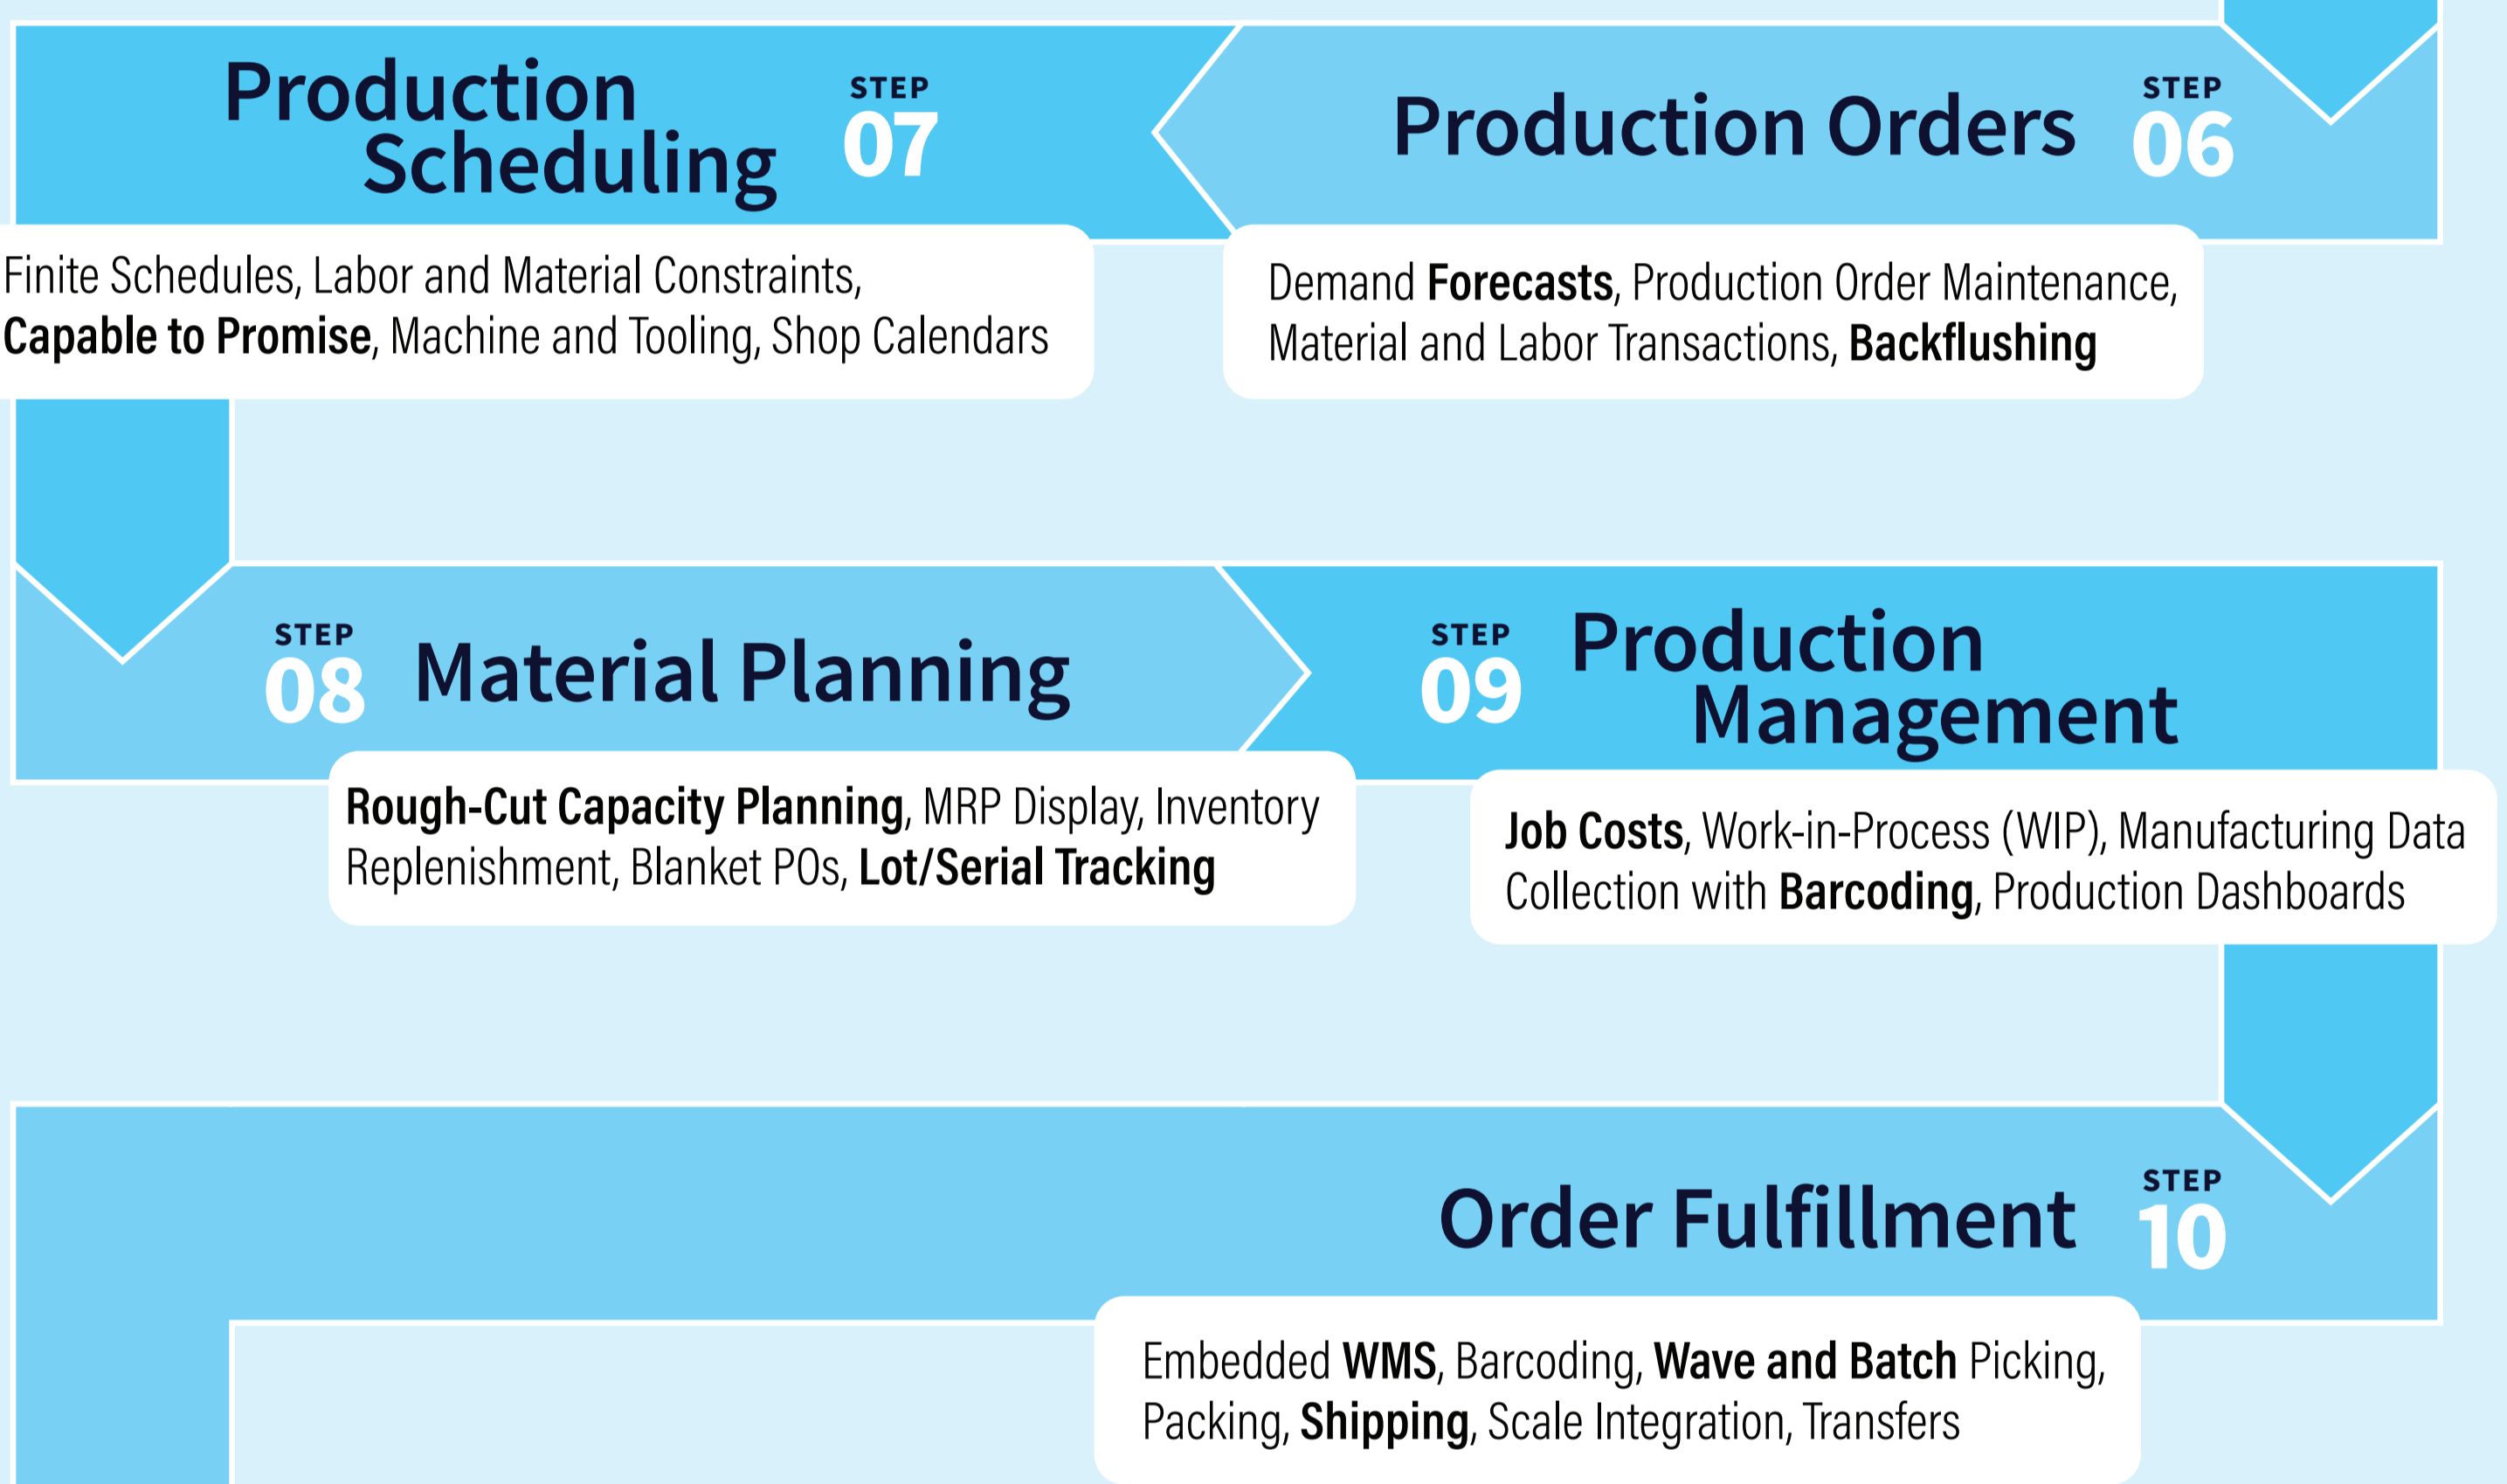 STEP
06
Production Orders
Demand Forecasts, Production Order Maintenance,
Material and Labor Transactions, Backflushing
STEP
07
Production
Scheduling
Finite Schedules, Labor and Material Constraints,
Capable to Promise, Machine and Tooling, Shop Calendars
STEP
08
Material Planning
Rough-Cut Capacity Planning, MRP Display, Inventory
Replenishment, Blanket POs, Lot/Serial Tracking
STEP
09
Production
Management
Job Costs, Work-in-Process (WIP), Manufacturing Data
Collection with Barcoding, Production Dashboards
STEP
10
Order Fulfillment
Embedded WMS, Barcoding, Wave and Batch Picking,
Packing, Shipping, Scale Integration, Transfers